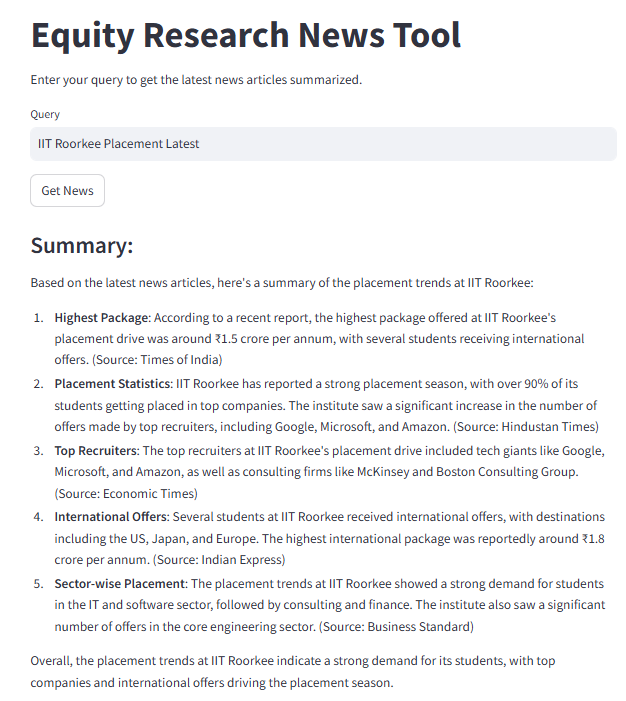 Equity Research News Tool
Enter your query to get the latest news articles summarized.
Query
IIT Roorkee Placement Latest
Get News
Summary:
Based on the latest news articles, here's a summary of the placement trends at IIT Roorkee:
1. Highest Package: According to a recent report, the highest package offered at IIT Roorkee's
placement drive was around ₹1.5 crore per annum, with several students receiving international
offers. (Source: Times of India)
2. Placement Statistics: IIT Roorkee has reported a strong placement season, with over 90% of its
students getting placed in top companies. The institute saw a significant increase in the number of
offers made by top recruiters, including Google, Microsoft, and Amazon. (Source: Hindustan Times)
3. Top Recruiters: The top recruiters at IIT Roorkee's placement drive included tech giants like Google,
Microsoft, and Amazon, as well as consulting firms like McKinsey and Boston Consulting Group.
(Source: Economic Times)
4. International Offers: Several students at IIT Roorkee received international offers, with destinations
including the US, Japan, and Europe. The highest international package was reportedly around ₹1.8
crore per annum. (Source: Indian Express)
5. Sector-wise Placement: The placement trends at IIT Roorkee showed a strong demand for students
in the IT and software sector, followed by consulting and finance. The institute also saw a significant
number of offers in the core engineering sector. (Source: Business Standard)
Overall, the placement trends at IIT Roorkee indicate a strong demand for its students, with top
companies and international offers driving the placement season.